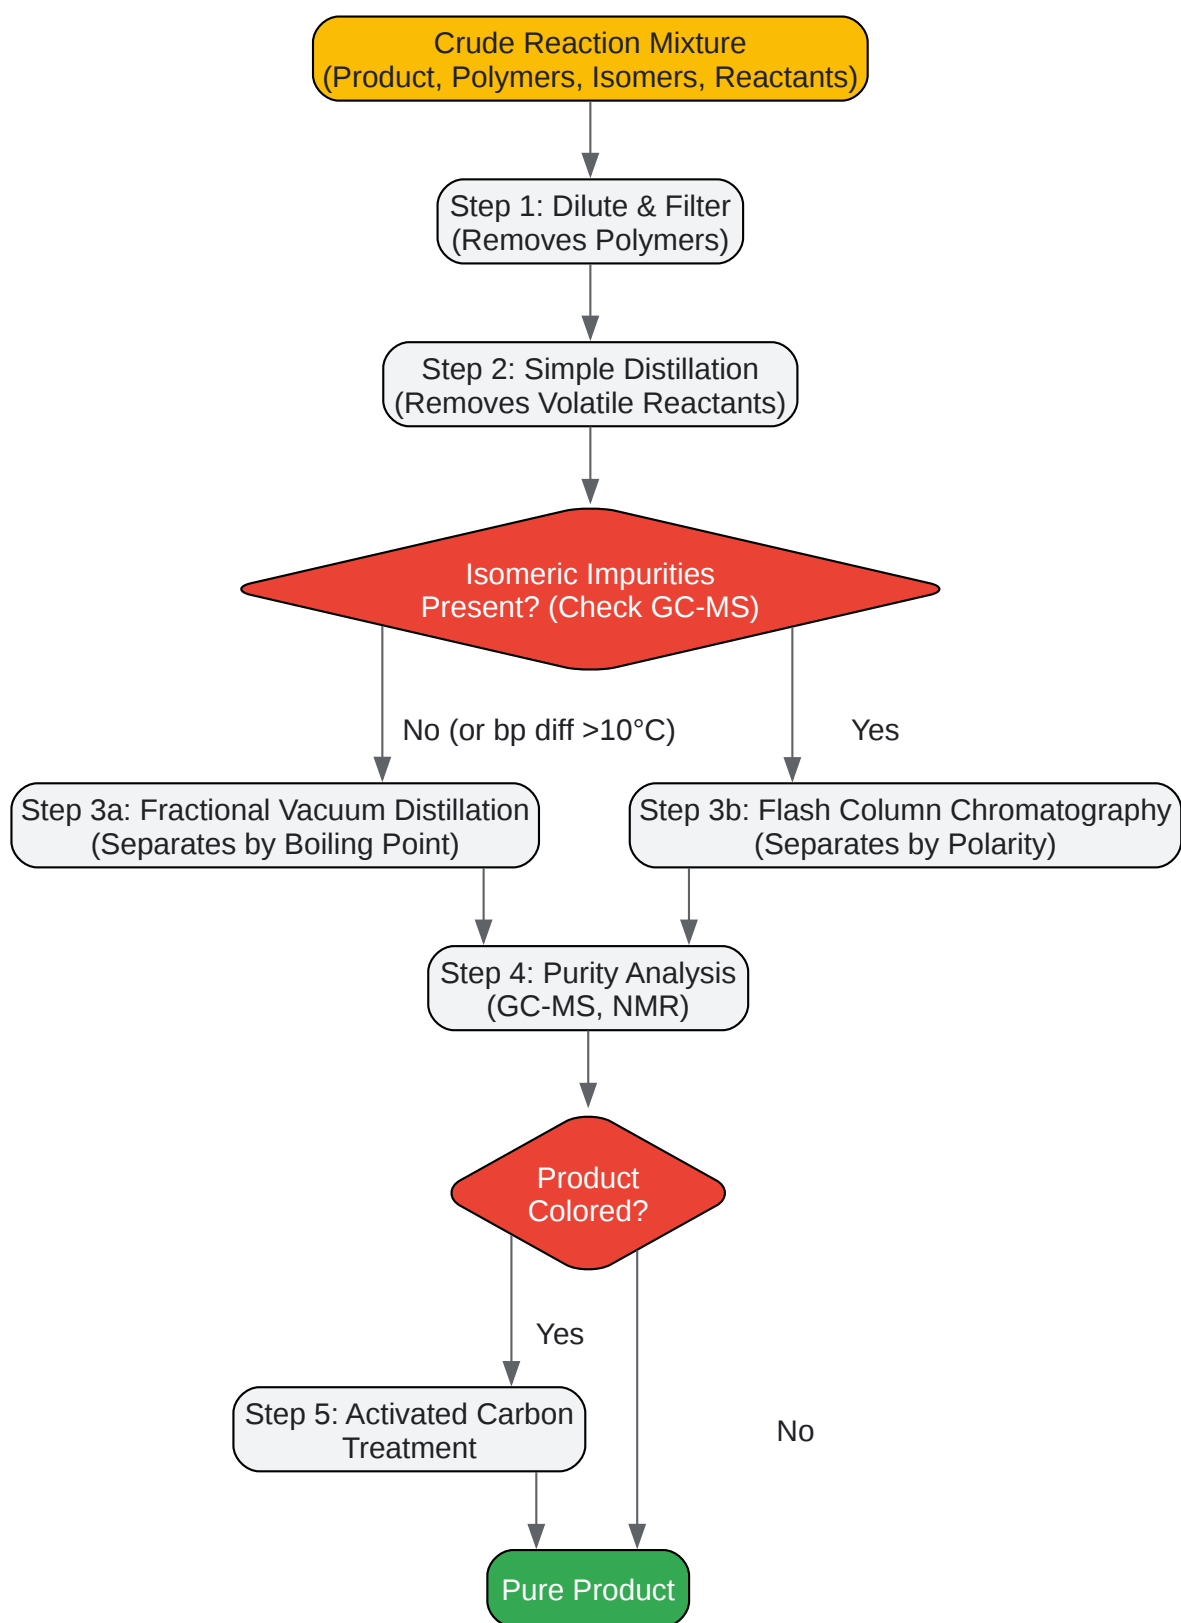 Crude Reaction Mixture
(Product, Polymers, Isomers, Reactants)
Step 1: Dilute & Filter
(Removes Polymers)
Step 2: Simple Distillation
(Removes Volatile Reactants)
Isomeric Impurities
Present? (Check GC-MS)
No (or bp diff >10°C)
Yes
Step 3a: Fractional Vacuum Distillation
(Separates by Boiling Point)
Step 3b: Flash Column Chromatography
(Separates by Polarity)
Step 4: Purity Analysis
(GC-MS, NMR)
Product
Colored?
Yes
Step 5: Activated Carbon
Treatment
No
Pure Product